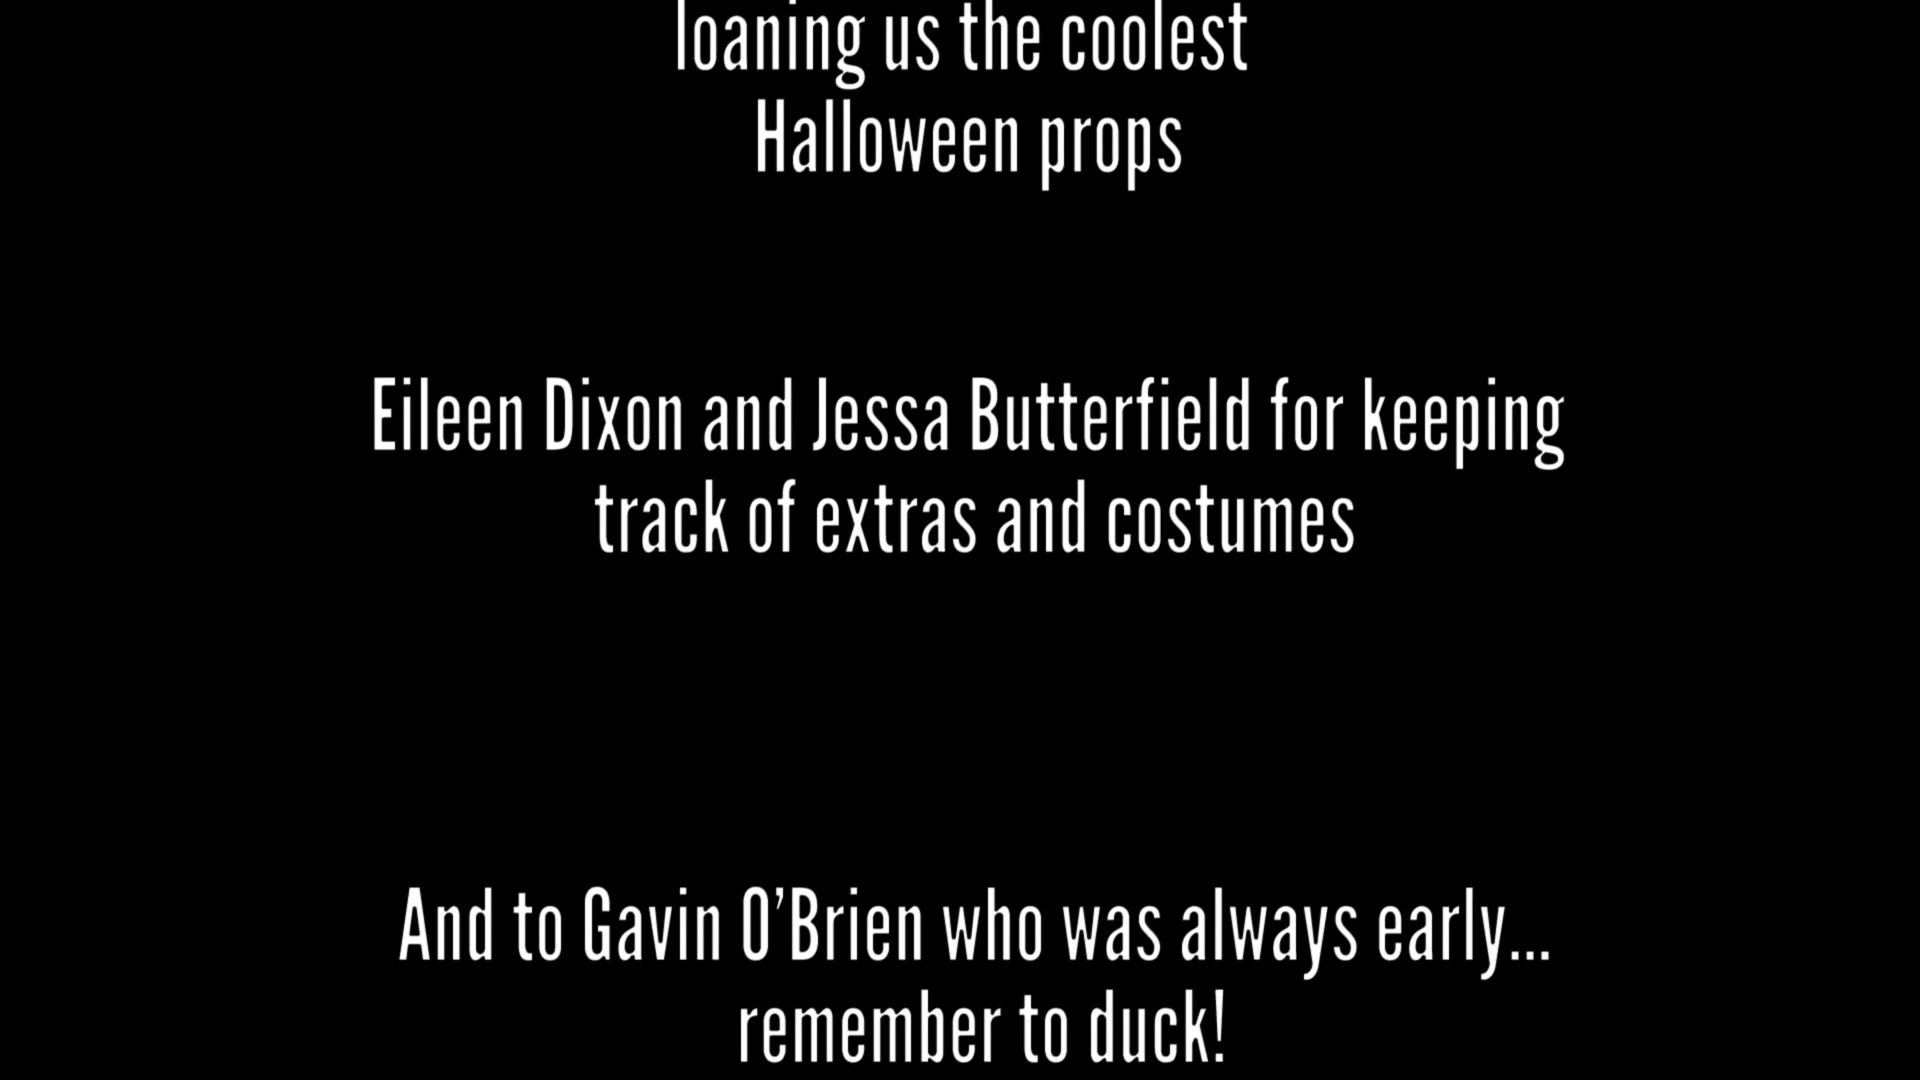 loaning us the coolest
Halloween props
Eileen Dixon and Jessa Butterfield for keeping
track of extras and costumes
And to Gavin O’Brien who was always early...
remember to duck!